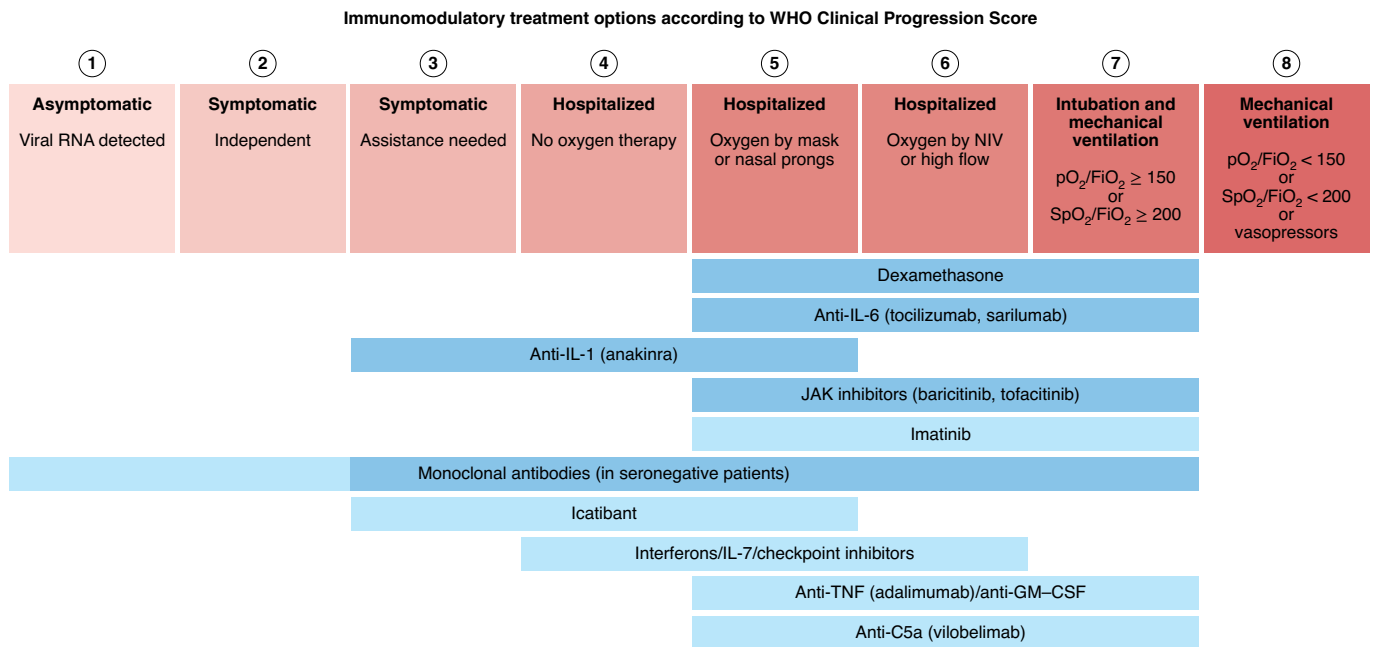 Immunomodulatory treatment options according to WHO Clinical Progression Score
1
2
3
4
5
6
7
8
Asymptomatic
Viral RNA detected
Symptomatic
Independent
Symptomatic
Assistance needed
Hospitalized
No oxygen therapy
Hospitalized
Oxygen by mask
or nasal prongs
Hospitalized
Oxygen by NIV
or high flow
Intubation and
mechanical
ventilation
pO₂/FiO₂ ≥ 150
or
SpO₂/FiO₂ ≥ 200
Mechanical
ventilation
pO₂/FiO₂ < 150
or
SpO₂/FiO₂ < 200
or
vasopressors
Dexamethasone
Anti-IL-6 (tocilizumab, sarilumab)
Anti-IL-1 (anakinra)
JAK inhibitors (baricitinib, tofacitinib)
Imatinib
Monoclonal antibodies (in seronegative patients)
Icatibant
Interferons/IL-7/checkpoint inhibitors
Anti-TNF (adalimumab)/anti-GM–CSF
Anti-C5a (vilobelimab)